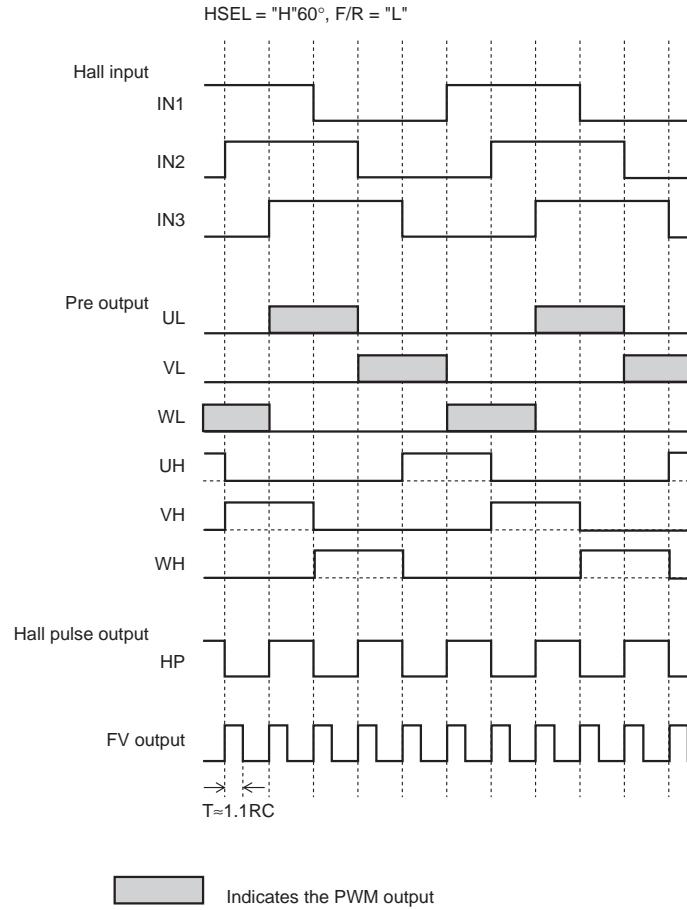 HSEL = "H"60°, F/R = "L"
Hall input
IN1
IN2
IN3
Pre output
UL
VL
WL
UH
VH
WH
Hall pulse output
HP
FV output
T≈1.1RC
Indicates the PWM output